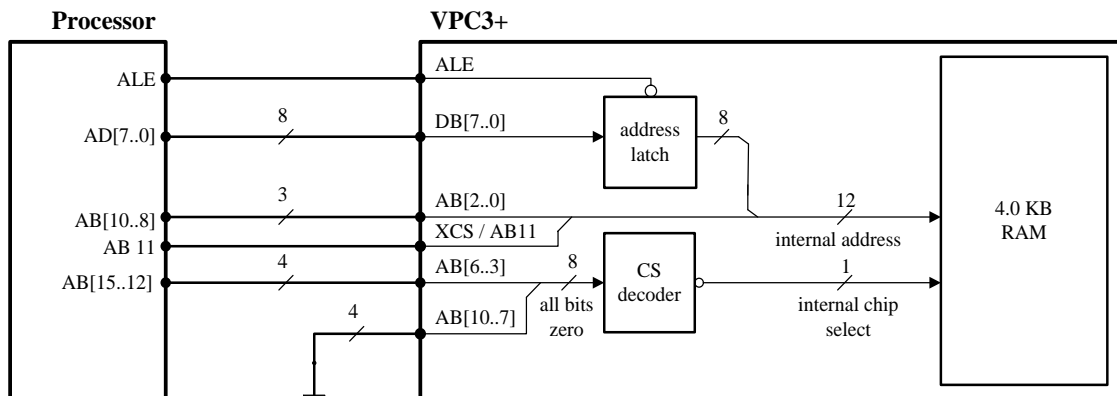 Processor
VPC3+
ALE
ALE
AD[7..0]
8
DB[7..0]
address
latch
8
AB[10..8]
3
AB[2..0]
12
internal address
4.0 KB
RAM
AB 11
XCS / AB11
AB[15..12]
4
AB[6..3]
8
all bits
zero
CS
decoder
1
internal chip
select
4
AB[10..7]